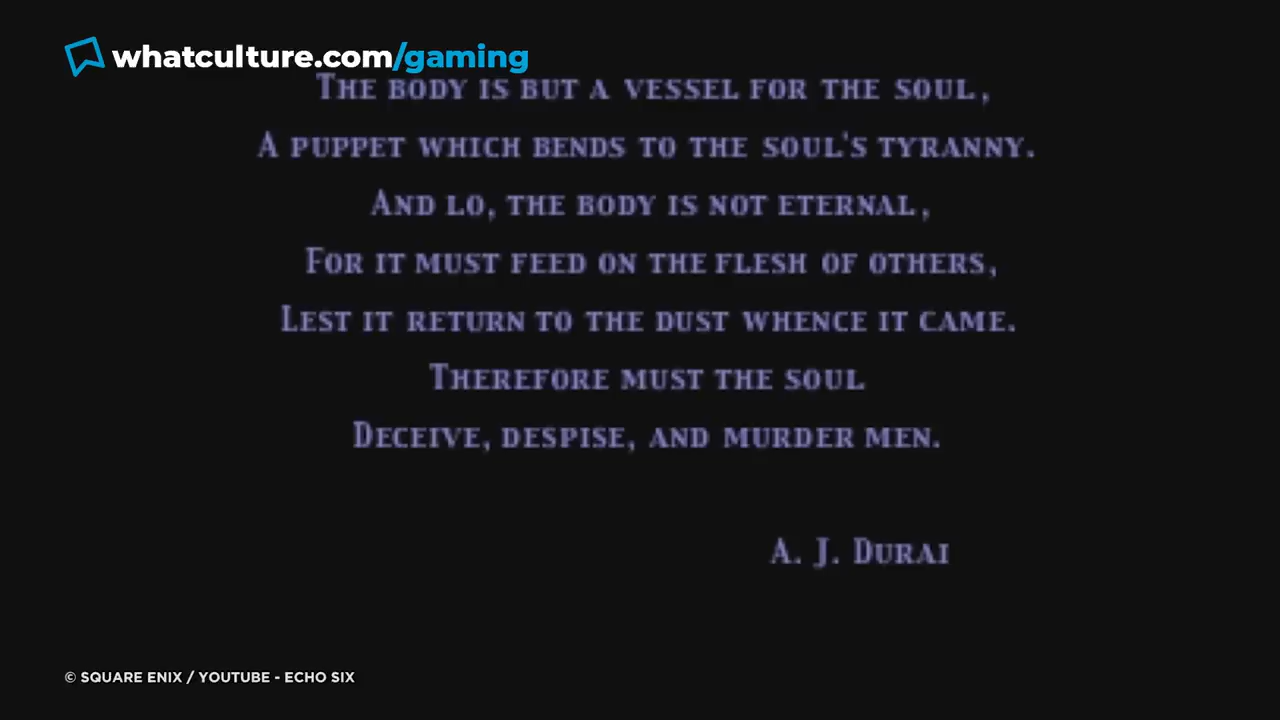 whatculture.com/gaming
The body is but a vessel for the soul,
A puppet which bends to the soul's tyranny.
And lo, the body is not eternal,
For it must feed on the flesh of others,
Lest it return to the dust whence it came.
Therefore must the soul
Deceive, despise, and murder men.
A. J. Durai
© SQUARE ENIX / YOUTUBE - ECHO SIX